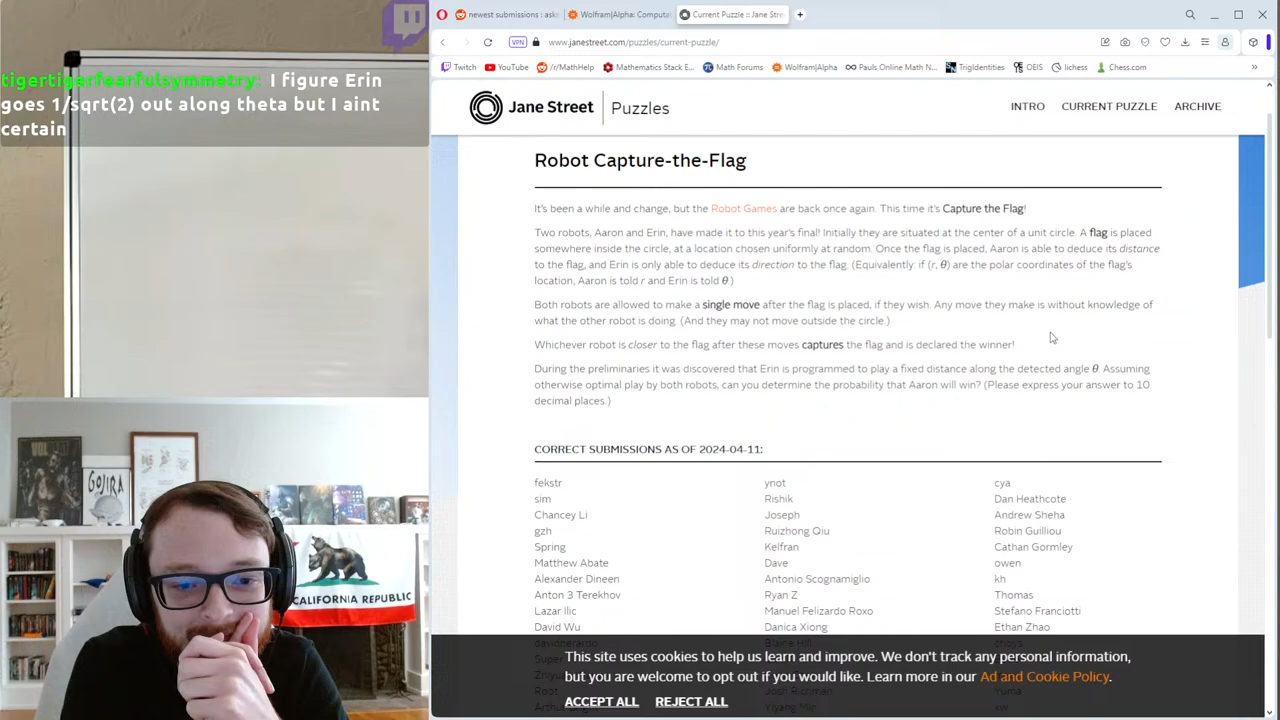 tigertigerfearfulsymmetry: I figure Erin
goes 1/sqrt(2) out along theta but I aint
certain
GOJIRA
CALIFORNIA REPUBLIC
newest submissions : ask
Wolfram|Alpha: Computa
Current Puzzle :: Jane Stre
VPN
www.janestreet.com/puzzles/current-puzzle/
Twitch
YouTube
/r/MathHelp
Mathematics Stack E...
Math Forums
Wolfram|Alpha
Pauls Online Math N...
TrigIdentities
OEIS
lichess
Chess.com
Jane Street
Puzzles
INTRO
CURRENT PUZZLE
ARCHIVE
Robot Capture-the-Flag
It's been a while and change, but the Robot Games are back once again. This time it's Capture the Flag!
Two robots, Aaron and Erin, have made it to this year's final! Initially they are situated at the center of a unit circle. A flag is placed
somewhere inside the circle, at a location chosen uniformly at random. Once the flag is placed, Aaron is able to deduce its distance
to the flag, and Erin is only able to deduce its direction to the flag. (Equivalently: if (r, θ) are the polar coordinates of the flag's
location, Aaron is told r and Erin is told θ.)
Both robots are allowed to make a single move after the flag is placed, if they wish. Any move they make is without knowledge of
what the other robot is doing. (And they may not move outside the circle.)
Whichever robot is closer to the flag after these moves captures the flag and is declared the winner!
During the preliminaries it was discovered that Erin is programmed to play a fixed distance along the detected angle θ. Assuming
otherwise optimal play by both robots, can you determine the probability that Aaron will win? (Please express your answer to 10
decimal places.)
CORRECT SUBMISSIONS AS OF 2024-04-11:
fekstr
ynot
cya
sim
Rishik
Dan Heathcote
Chancey Li
Joseph
Andrew Sheha
gzh
Ruizhong Qiu
Robin Guilliou
Spring
Kelfran
Cathan Gormley
Matthew Abate
Dave
owen
Alexander Dineen
Antonio Scognamiglio
kh
Anton 3 Terekhov
Ryan Z
Thomas
Lazar Ilic
Manuel Felizardo Roxo
Stefano Franciotti
David Wu
Danica Xiong
Ethan Zhao
This site uses cookies to help us learn and improve. We don't track any personal information,
but you are welcome to opt out if you would like. Learn more in our Ad and Cookie Policy.
ACCEPT ALL
REJECT ALL